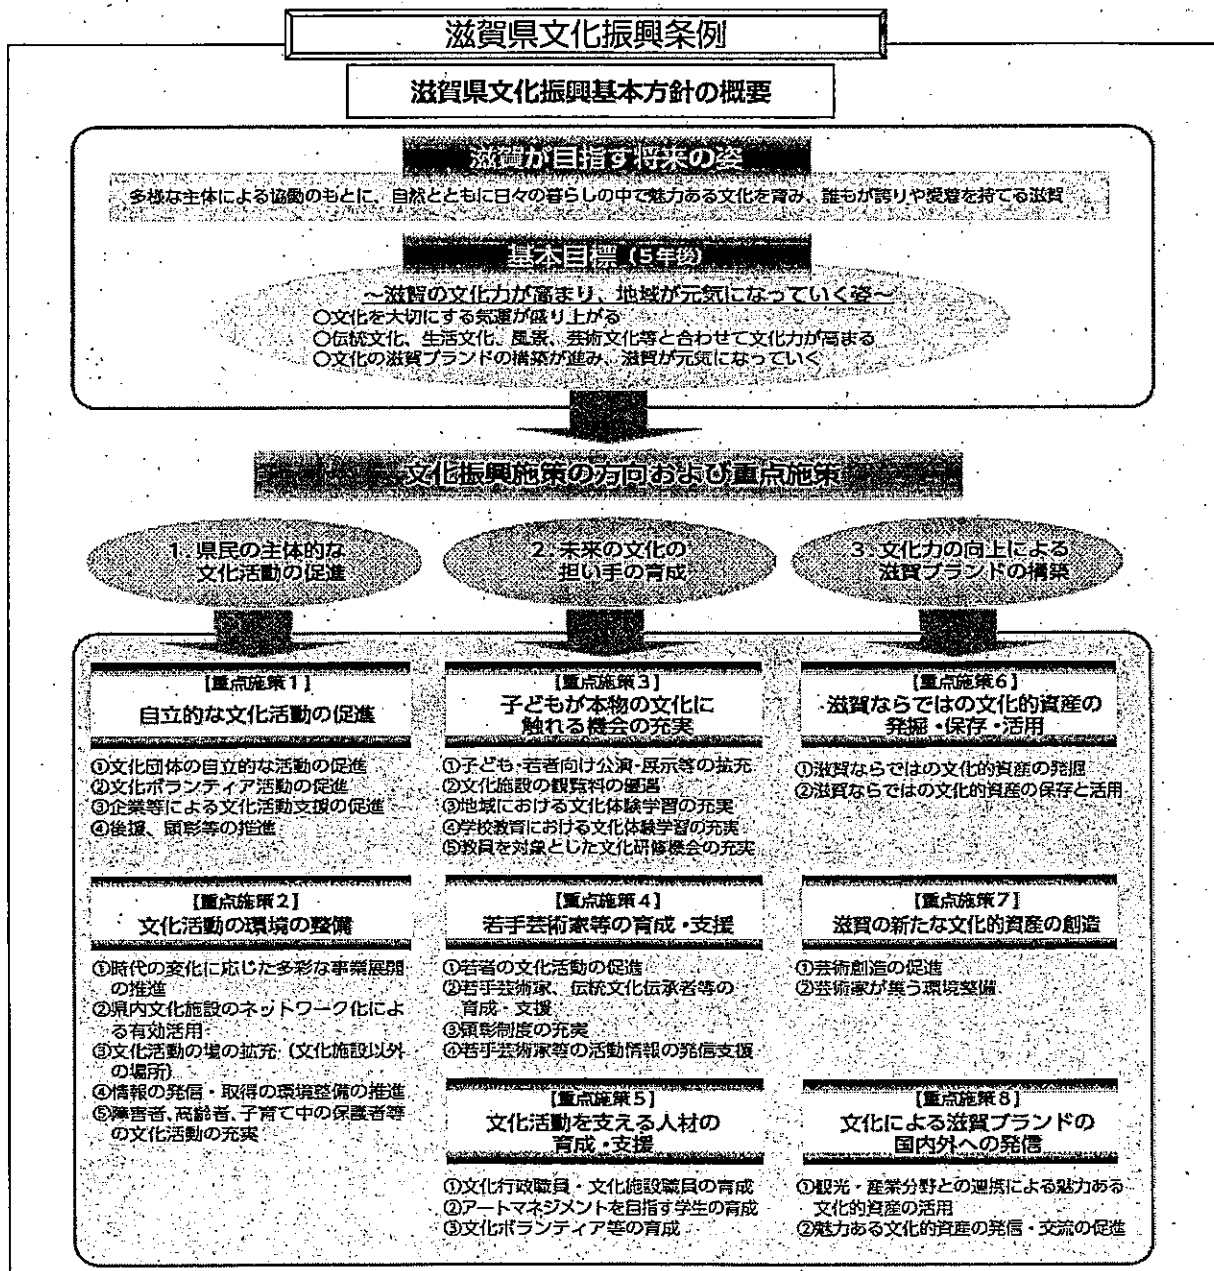 滋賀県文化振興条例
滋賀県文化振興基本方針の概要
滋賀が目指す将来の姿
多様な主体による協働のもとに、自然とともに日々の暮らしの中で魅力ある文化を育み、誰もが誇りや愛着を持てる滋賀
基本目標（5年後）
～滋賀の文化力が高まり、地域が元気になっていく姿～
○文化を大切にする気運が盛り上がる
○伝統文化、生活文化、風景、芸術文化等と合わせて文化力が高まる
○文化の滋賀ブランドの構築が進み、滋賀が元気になっていく
文化振興施策の方向および重点施策
1. 県民の主体的な
文化活動の促進
2. 未来の文化の
担い手の育成
3. 文化力の向上による
滋賀ブランドの構築
[重点施策1]
自立的な文化活動の促進
①文化団体の自立的な活動の促進
②文化ボランティア活動の促進
③企業等による文化活動支援の促進
④後援、顕彰等の推進
[重点施策2]
文化活動の環境の整備
①時代の変化に応じた多彩な事業展開
の推進
②県内文化施設のネットワーク化によ
る有効活用
③文化活動の場の拡充（文化施設以外
の場所）
④情報の発信・取得の環境整備の推進
⑤障害者、高齢者、子育て中の保護者等
の文化活動の充実
[重点施策3]
子どもが本物の文化に
触れる機会の充実
①子ども・若者向け公演・展示等の拡充
②文化施設の観覧料の優遇
③地域における文化体験学習の充実
④学校教育における文化体験学習の充実
⑤教員を対象とした文化研修機会の充実
[重点施策4]
若手芸術家等の育成・支援
①若者の文化活動の促進
②若手芸術家、伝統文化伝承者等の
育成・支援
③顕彰制度の充実
④若手芸術家等の活動情報の発信支援
[重点施策5]
文化活動を支える人材の
育成・支援
①文化行政職員・文化施設職員の育成
②アートマネジメントを目指す学生の育成
③文化ボランティア等の育成
[重点施策6]
滋賀ならではの文化的資産の
発掘・保存・活用
①滋賀ならではの文化的資産の発掘
②滋賀ならではの文化的資産の保存と活用
[重点施策7]
滋賀の新たな文化的資産の創造
①芸術創造の促進
②芸術家が集う環境整備
[重点施策8]
文化による滋賀ブランドの
国内外への発信
①観光・産業分野との連携による魅力ある
文化的資産の活用
②魅力ある文化的資産の発信・交流の促進